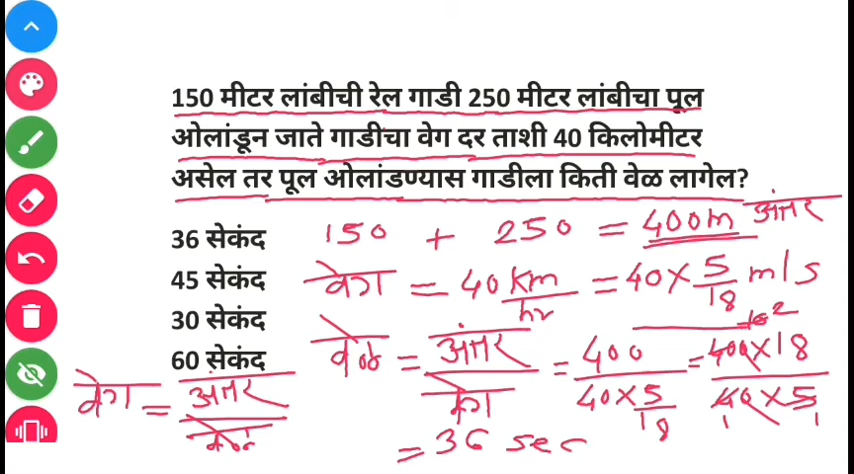 150 मीटर लांबीची रेल गाडी 250 मीटर लांबीचा पूल
ओलांडून जाते गाडीचा वेग दर ताशी 40 किलोमीटर
असेल तर पूल ओलांडण्यास गाडीला किती वेळ लागेल?
36 सेकंद
45 सेकंद
30 सेकंद
60 सेकंद
150 + 250 = 400m अंतर
वेग = 40 km/hr = 40 × 5/18 m/s
वेळ = अंतर/वेग = 400/(40 × 5/18) = (400 × 18)/(40 × 5)
वेग = अंतर/वेळ
= 36 sec